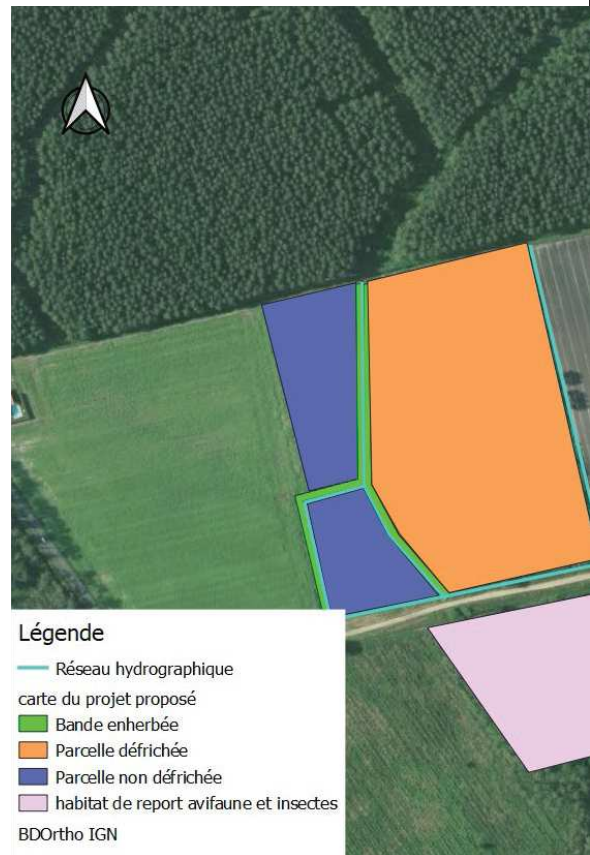 Légende
Réseau hydrographique
carte du projet proposé
Bande enherbée
Parcelle défrichée
Parcelle non défrichée
habitat de report avifaune et insectes
BDOrtho IGN